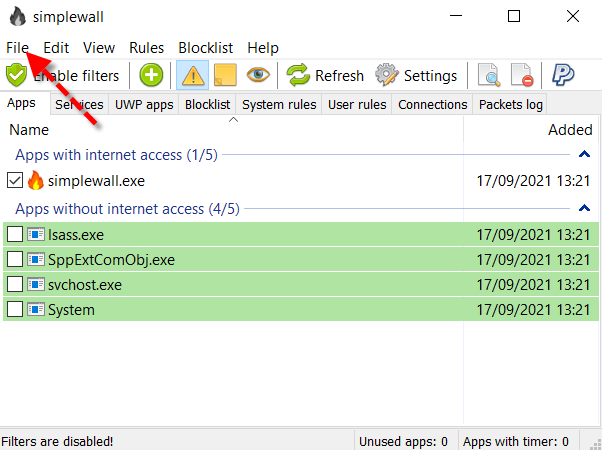 simplewall
File Edit View Rules Blocklist Help
Enable filters Refresh Settings
Apps Services UWP apps Blocklist System rules User rules Connections Packets log
Name Added
Apps with internet access (1/5)
simplewall.exe 17/09/2021 13:21
Apps without internet access (4/5)
lsass.exe 17/09/2021 13:21
SppExtComObj.exe 17/09/2021 13:21
svchost.exe 17/09/2021 13:21
System 17/09/2021 13:21
Filters are disabled! Unused apps: 0 Apps with timer: 0